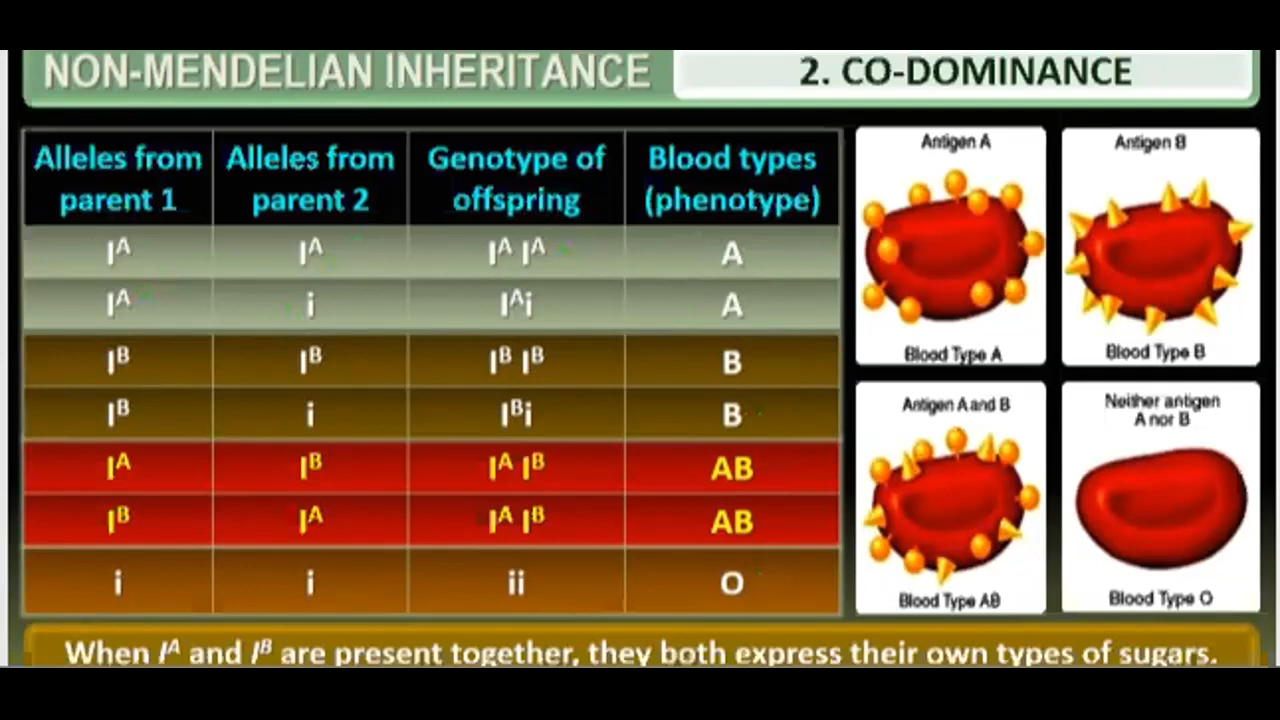 NON-MENDELIAN INHERITANCE
2. CO-DOMINANCE
Alleles from parent 1 Alleles from parent 2 Genotype of offspring Blood types (phenotype)
Iᴬ Iᴬ Iᴬ Iᴬ A
Iᴬ i Iᴬi A
Iᴮ Iᴮ Iᴮ Iᴮ B
Iᴮ i Iᴮi B
Iᴬ Iᴮ Iᴬ Iᴮ AB
Iᴮ Iᴬ Iᴬ Iᴮ AB
i i ii O
Antigen A
Blood Type A
Antigen B
Blood Type B
Antigen A and B
Blood Type AB
Neither antigen
A nor B
Blood Type O
When Iᴬ and Iᴮ are present together, they both express their own types of sugars.